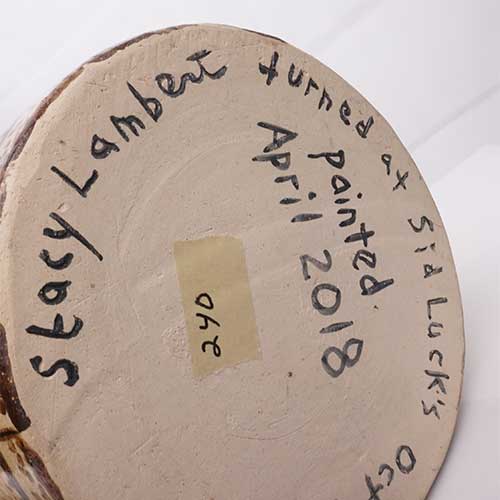 Stacy Lambert turned at Sid Luck's Oct
painted
April 2018
240